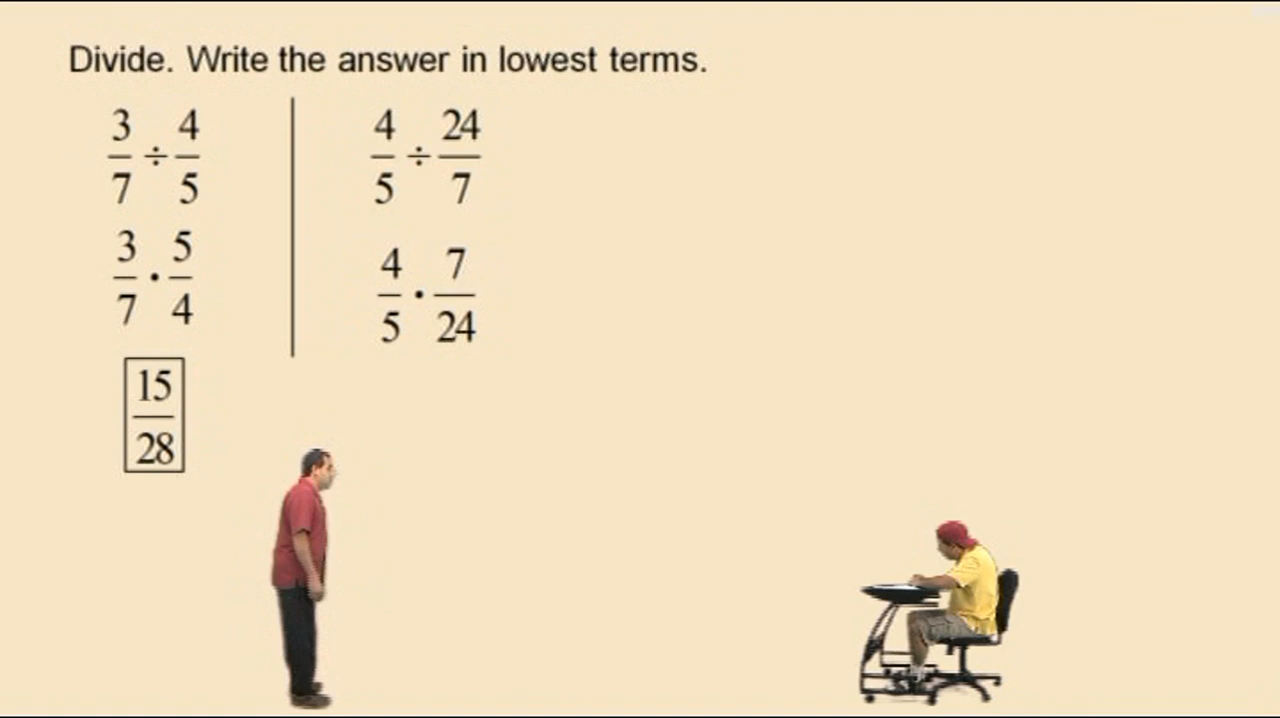 Divide. Write the answer in lowest terms.
3/7 ÷ 4/5
3/7 · 5/4
15/28
4/5 ÷ 24/7
4/5 · 7/24